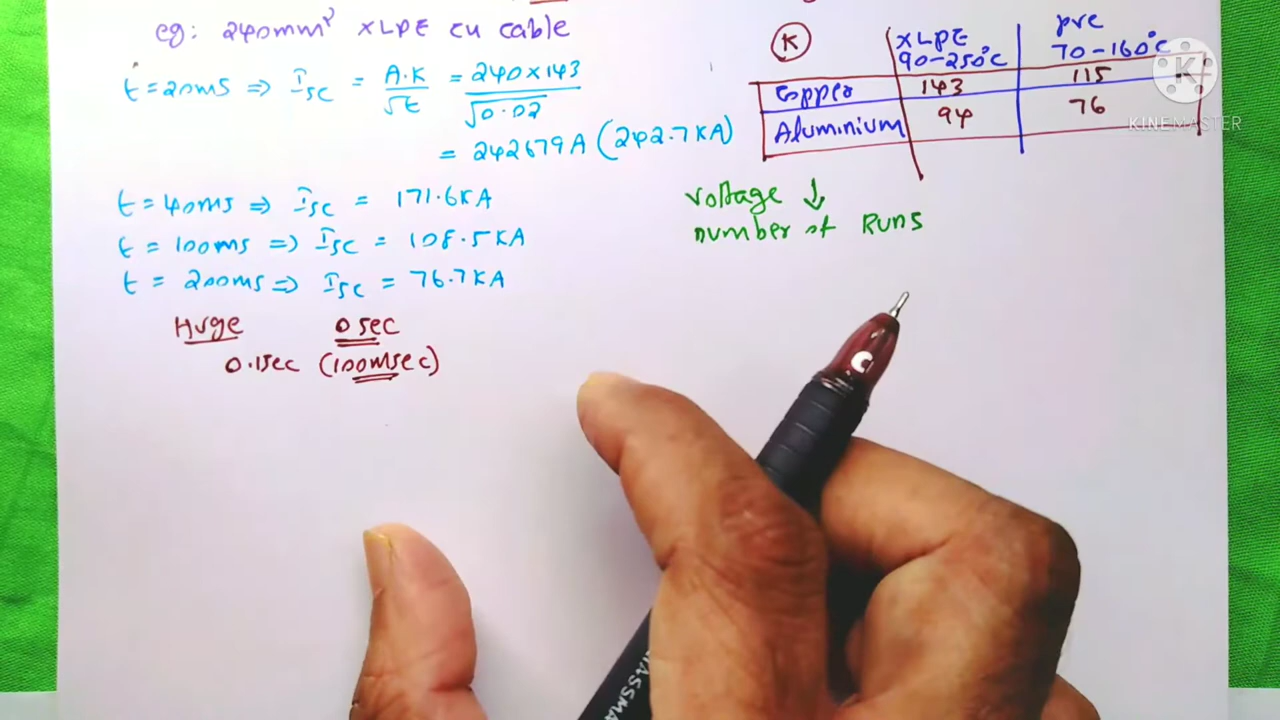 eg: 240mm² XLPE cu cable
t=20ms => Isc = A.K/√t = 240×143/√0.02
= 242679A (242.7KA)
t=40ms => Isc = 171.6KA
t=100ms => Isc = 108.5KA
t= 200ms => Isc = 76.7KA
Huge 0sec
0.1sec (100msec)
K
XLPE PVC
90-250°C 70-160°C
Copper 143 115
Aluminium 94 76
Voltage ↓
number of Runs
K
KINEMASTER